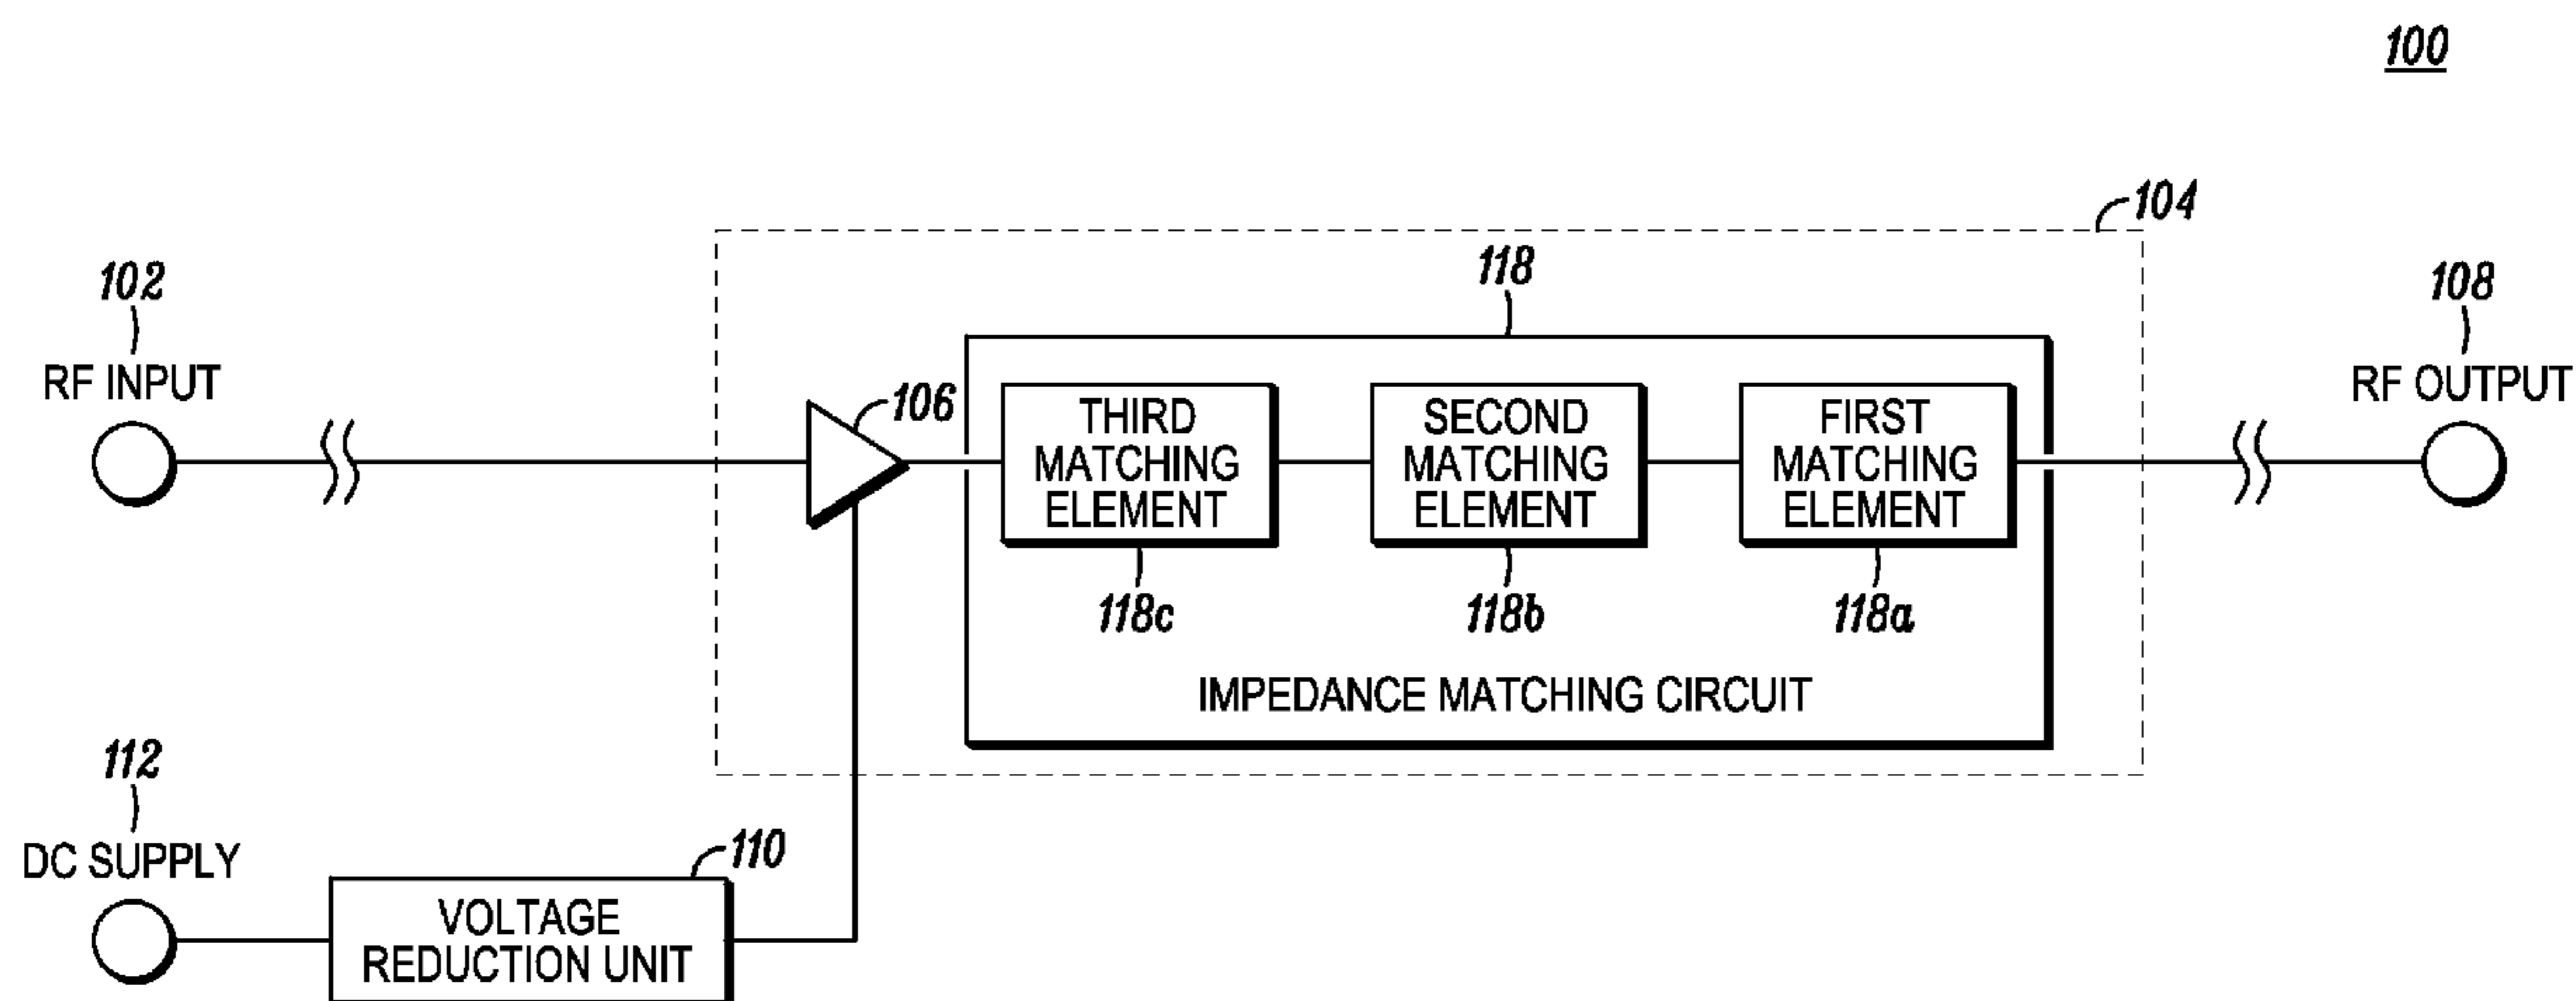 100
104
102
118
108
RF INPUT
RF OUTPUT
106
THIRD
MATCHING
ELEMENT
SECOND
MATCHING
ELEMENT
FIRST
MATCHING
ELEMENT
118c
118b
118a
IMPEDANCE MATCHING CIRCUIT
112
DC SUPPLY
110
VOLTAGE
REDUCTION UNIT